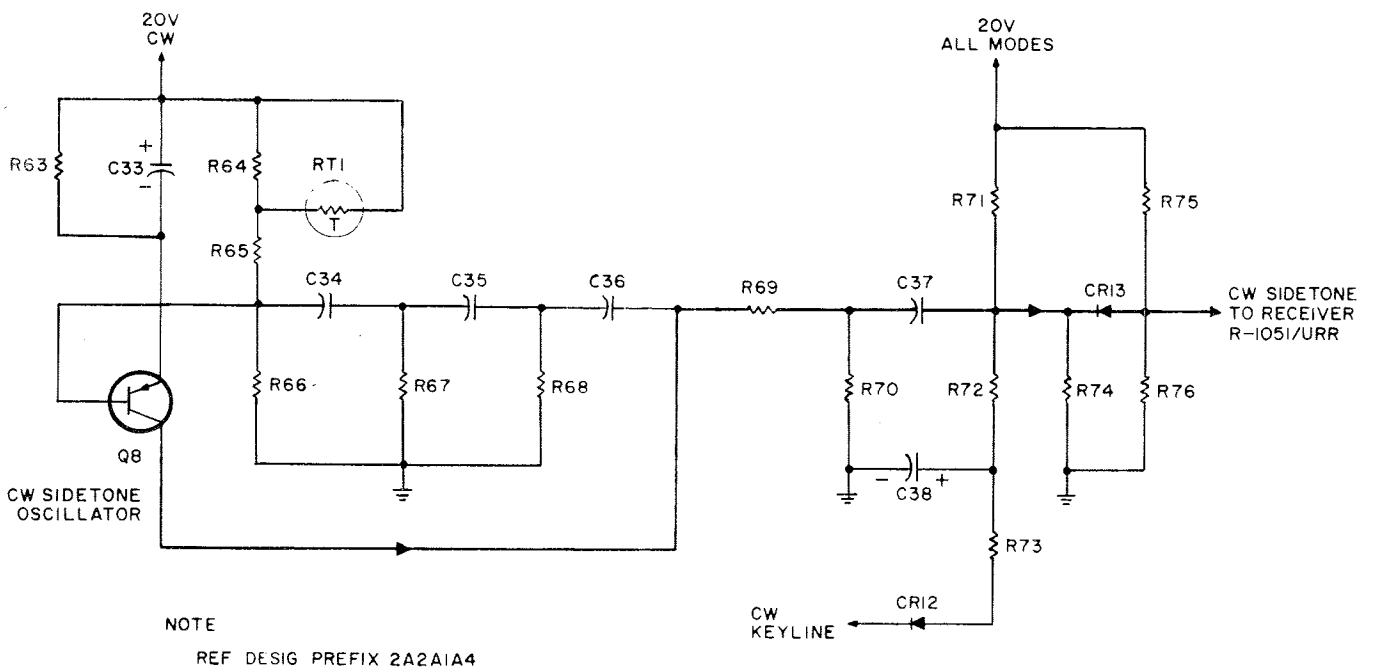 20V
CW
20V
ALL MODES
R63
+
C33
-
R64
RT1
T
R71
R75
R65
C34
C35
C36
R69
C37
CR13
CW SIDETONE
TO RECEIVER
R-1051/URR
R66
R67
R68
R70
R72
R74
R76
Q8
- C38 +
CW SIDETONE
OSCILLATOR
R73
CR12
CW
KEYLINE
NOTE
REF DESIG PREFIX 2A2A1A4